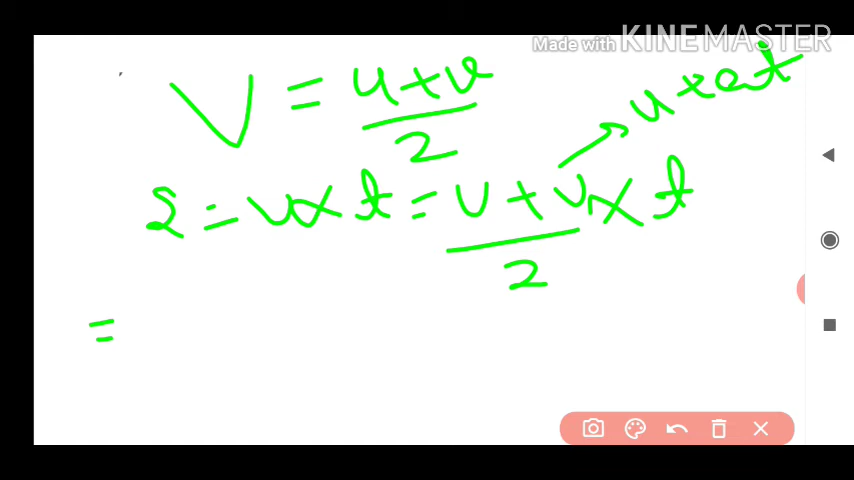 Made with KINEMASTER
V = u+v/2
u+at
S = v×t = u+v/2 × t
=